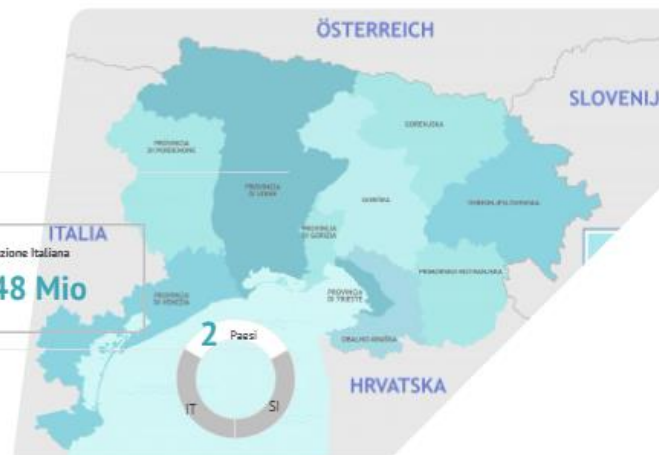 ÖSTERREICH
SLOVENIJ
GORENJSKA
PROVINCIA
DI PORDENONE
PROVINCIA
DI UDINE
GORIŠKA
OSREDNJESLOVENSKA
PROVINCIA
DI GORIZIA
ITALIA
zione Italiana
48 Mio
PRIMORSKO-NOTRANJSKA
PROVINCIA
DI VENEZIA
PROVINCIA
DI TRIESTE
2 Paesi
OBALNO-KRAŠKA
HRVATSKA
IT
SI